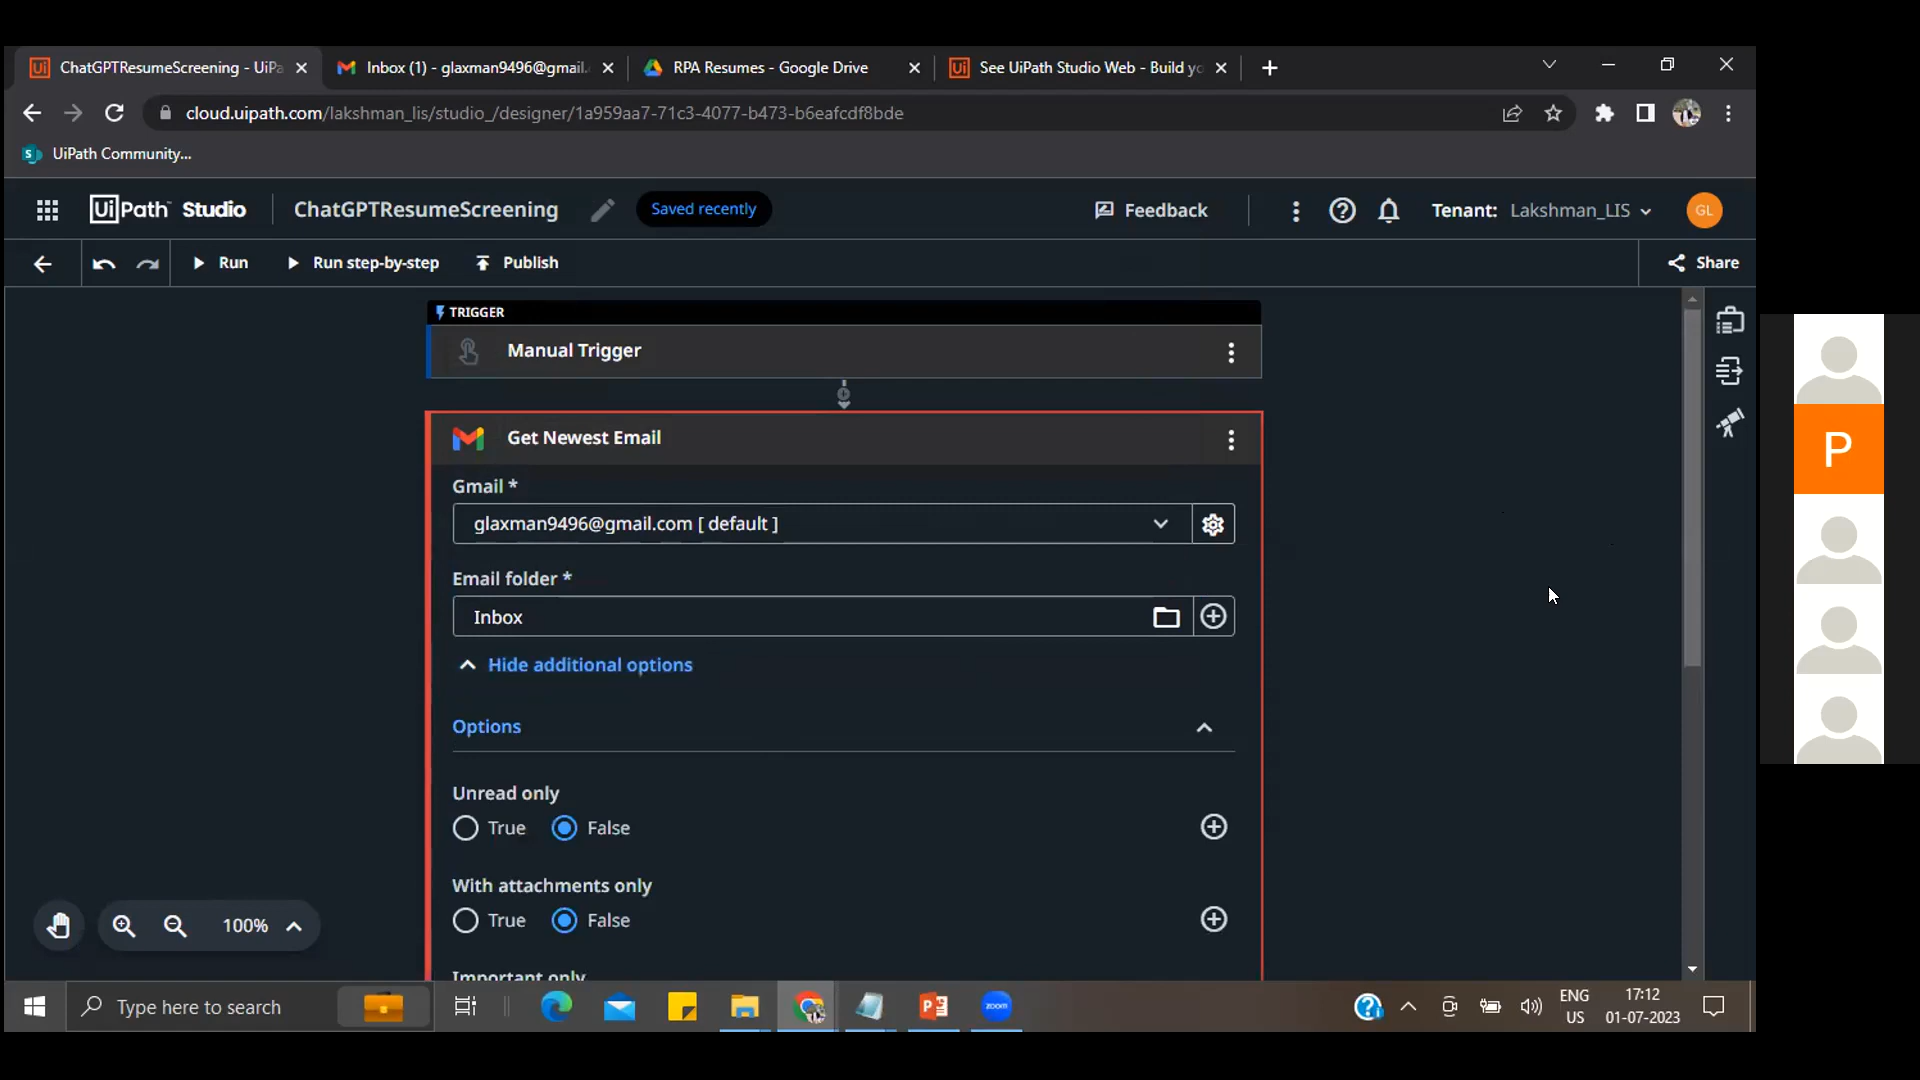 ChatGPTResumeScreening - UiPa
Inbox (1) - glaxman9496@gmail.
RPA Resumes - Google Drive
See UiPath Studio Web - Build yo
cloud.uipath.com/lakshman_lis/studio_/designer/1a959aa7-71c3-4077-b473-b6eafcdf8bde
S UiPath Community...
UiPath Studio
ChatGPTResumeScreening
Saved recently
Feedback
Tenant: Lakshman_LIS
GL
Run
Run step-by-step
Publish
Share
TRIGGER
Manual Trigger
Get Newest Email
Gmail *
glaxman9496@gmail.com [ default ]
Email folder *
Inbox
Hide additional options
Options
Unread only
True
False
With attachments only
True
False
Important only
100%
P
Type here to search
zoom
ENG
US
17:12
01-07-2023